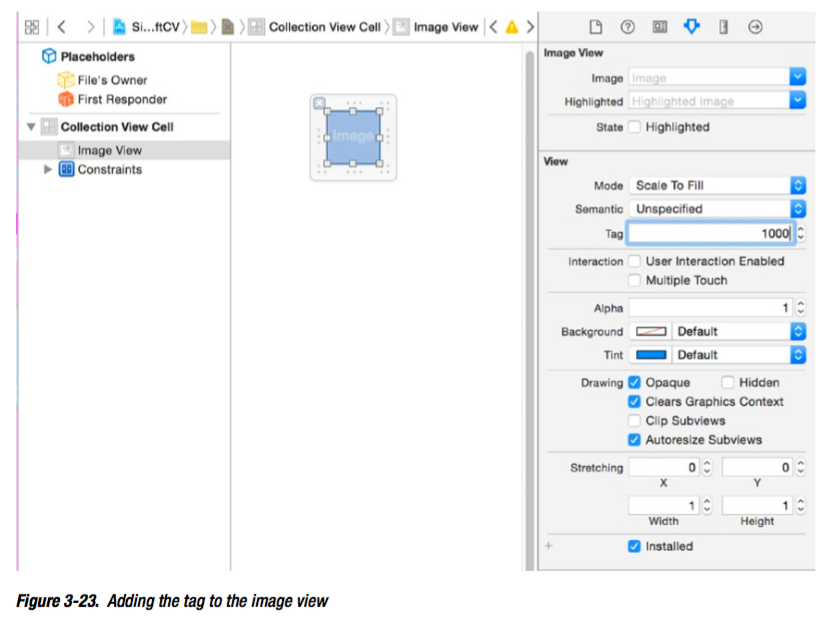 Si...ftCV Collection View Cell Image View
Placeholders
File's Owner
First Responder
Collection View Cell
Image View
Constraints
Image
Image View
Image Image
Highlighted Highlighted Image
State Highlighted
View
Mode Scale To Fill
Semantic Unspecified
Tag 1000
Interaction User Interaction Enabled
Multiple Touch
Alpha 1
Background Default
Tint Default
Drawing Opaque Hidden
Clears Graphics Context
Clip Subviews
Autoresize Subviews
Stretching 0 0
X Y
1 1
Width Height
+ Installed
Figure 3-23. Adding the tag to the image view